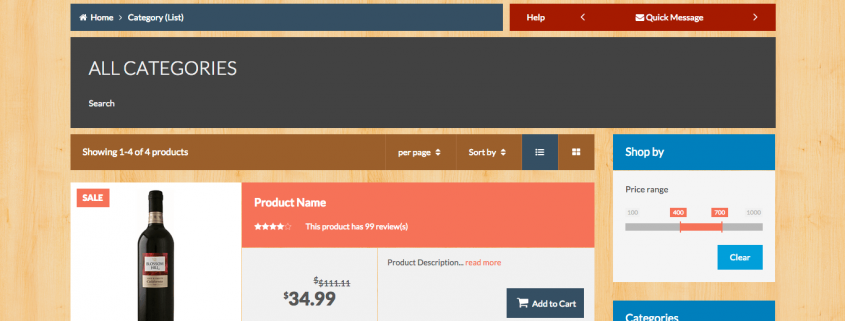 Home > Category (List)
Help < Quick Message >
ALL CATEGORIES
Search
Showing 1-4 of 4 products
per page
Sort by
Shop by
Price range
100 400 700 1000
Clear
Categories
SALE
BLOSSOM
HILL
Product Name
This product has 99 review(s)
$111.11
$34.99
Product Description... read more
Add to Cart